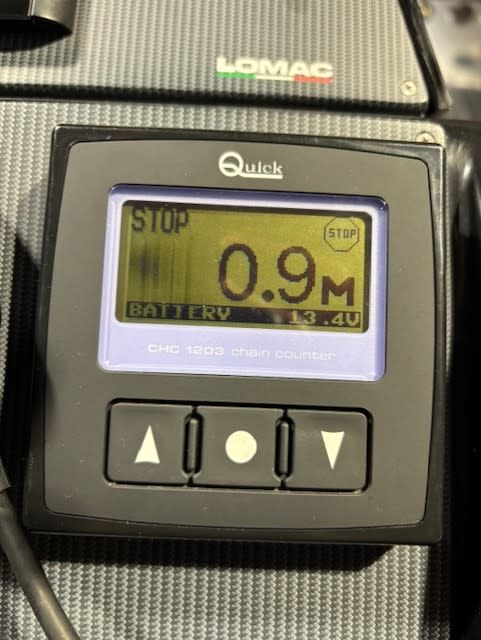 LOMAC
Quick
STOP
STOP
0.9M
BATTERY 13.4V
CHC 1203 chain counter